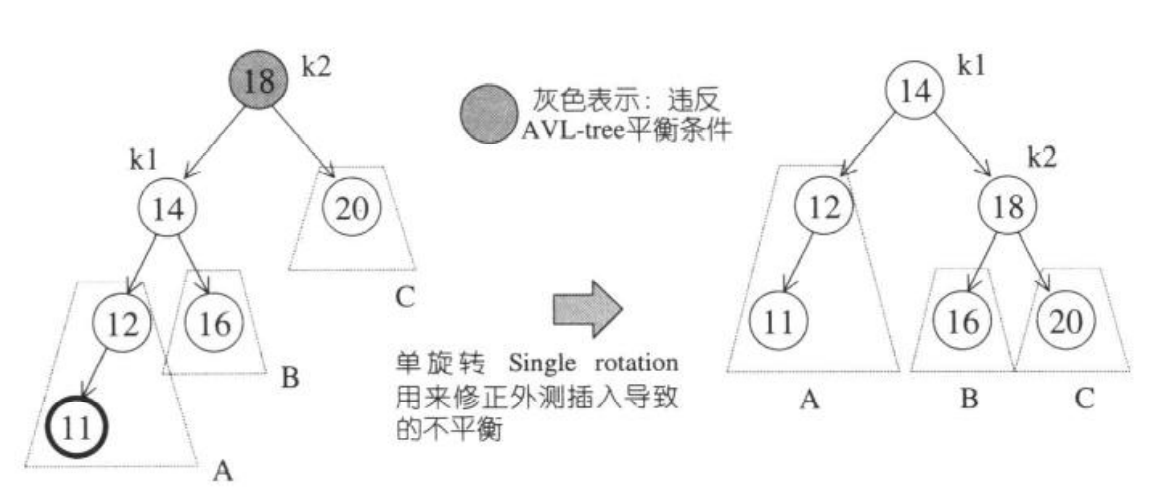 18
k2
k1
14
20
C
12
16
B
11
A
灰色表示：违反
AVL-tree平衡条件
单旋转 Single rotation
用来修正外测插入导致
的不平衡
14
k1
k2
12
18
11
16
20
A
B
C